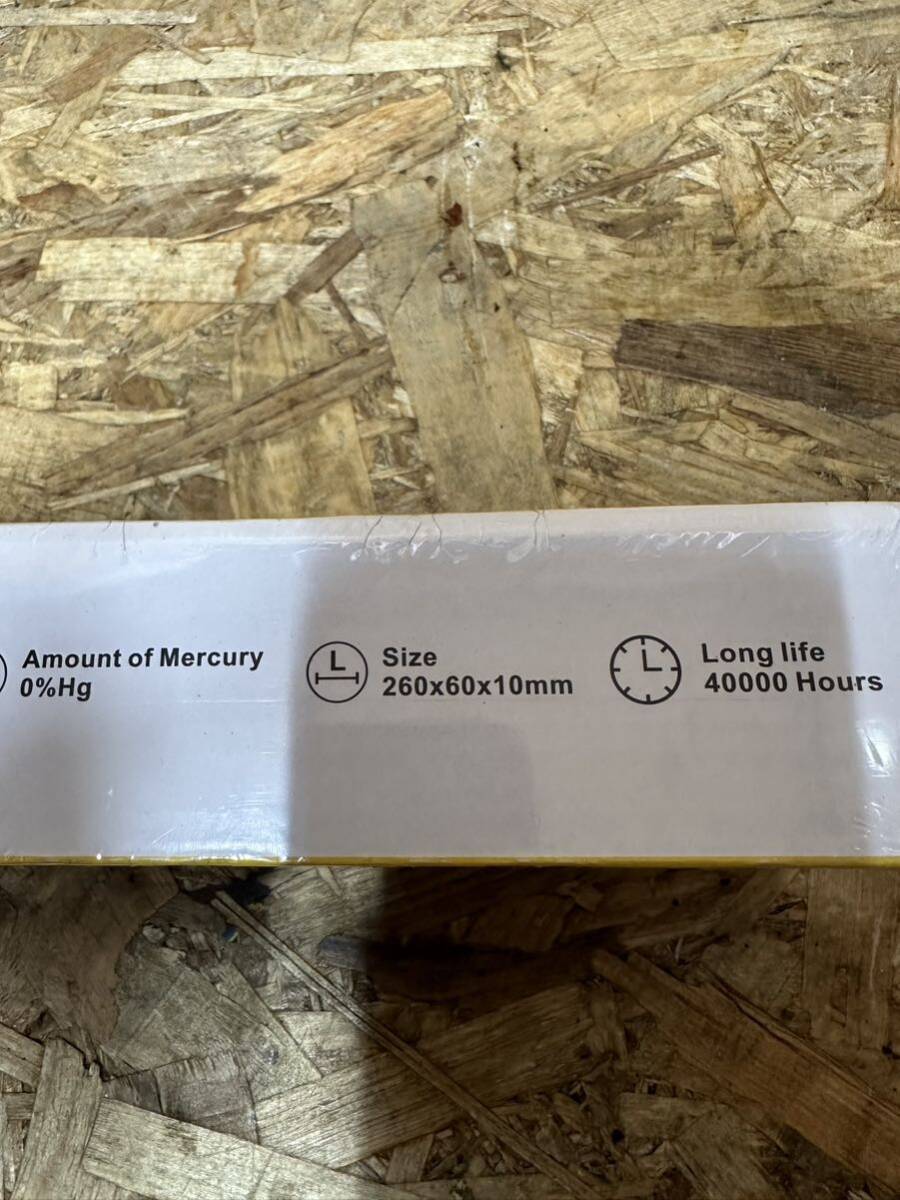 Amount of Mercury
0%Hg
L
Size
260x60x10mm
Long life
40000 Hours